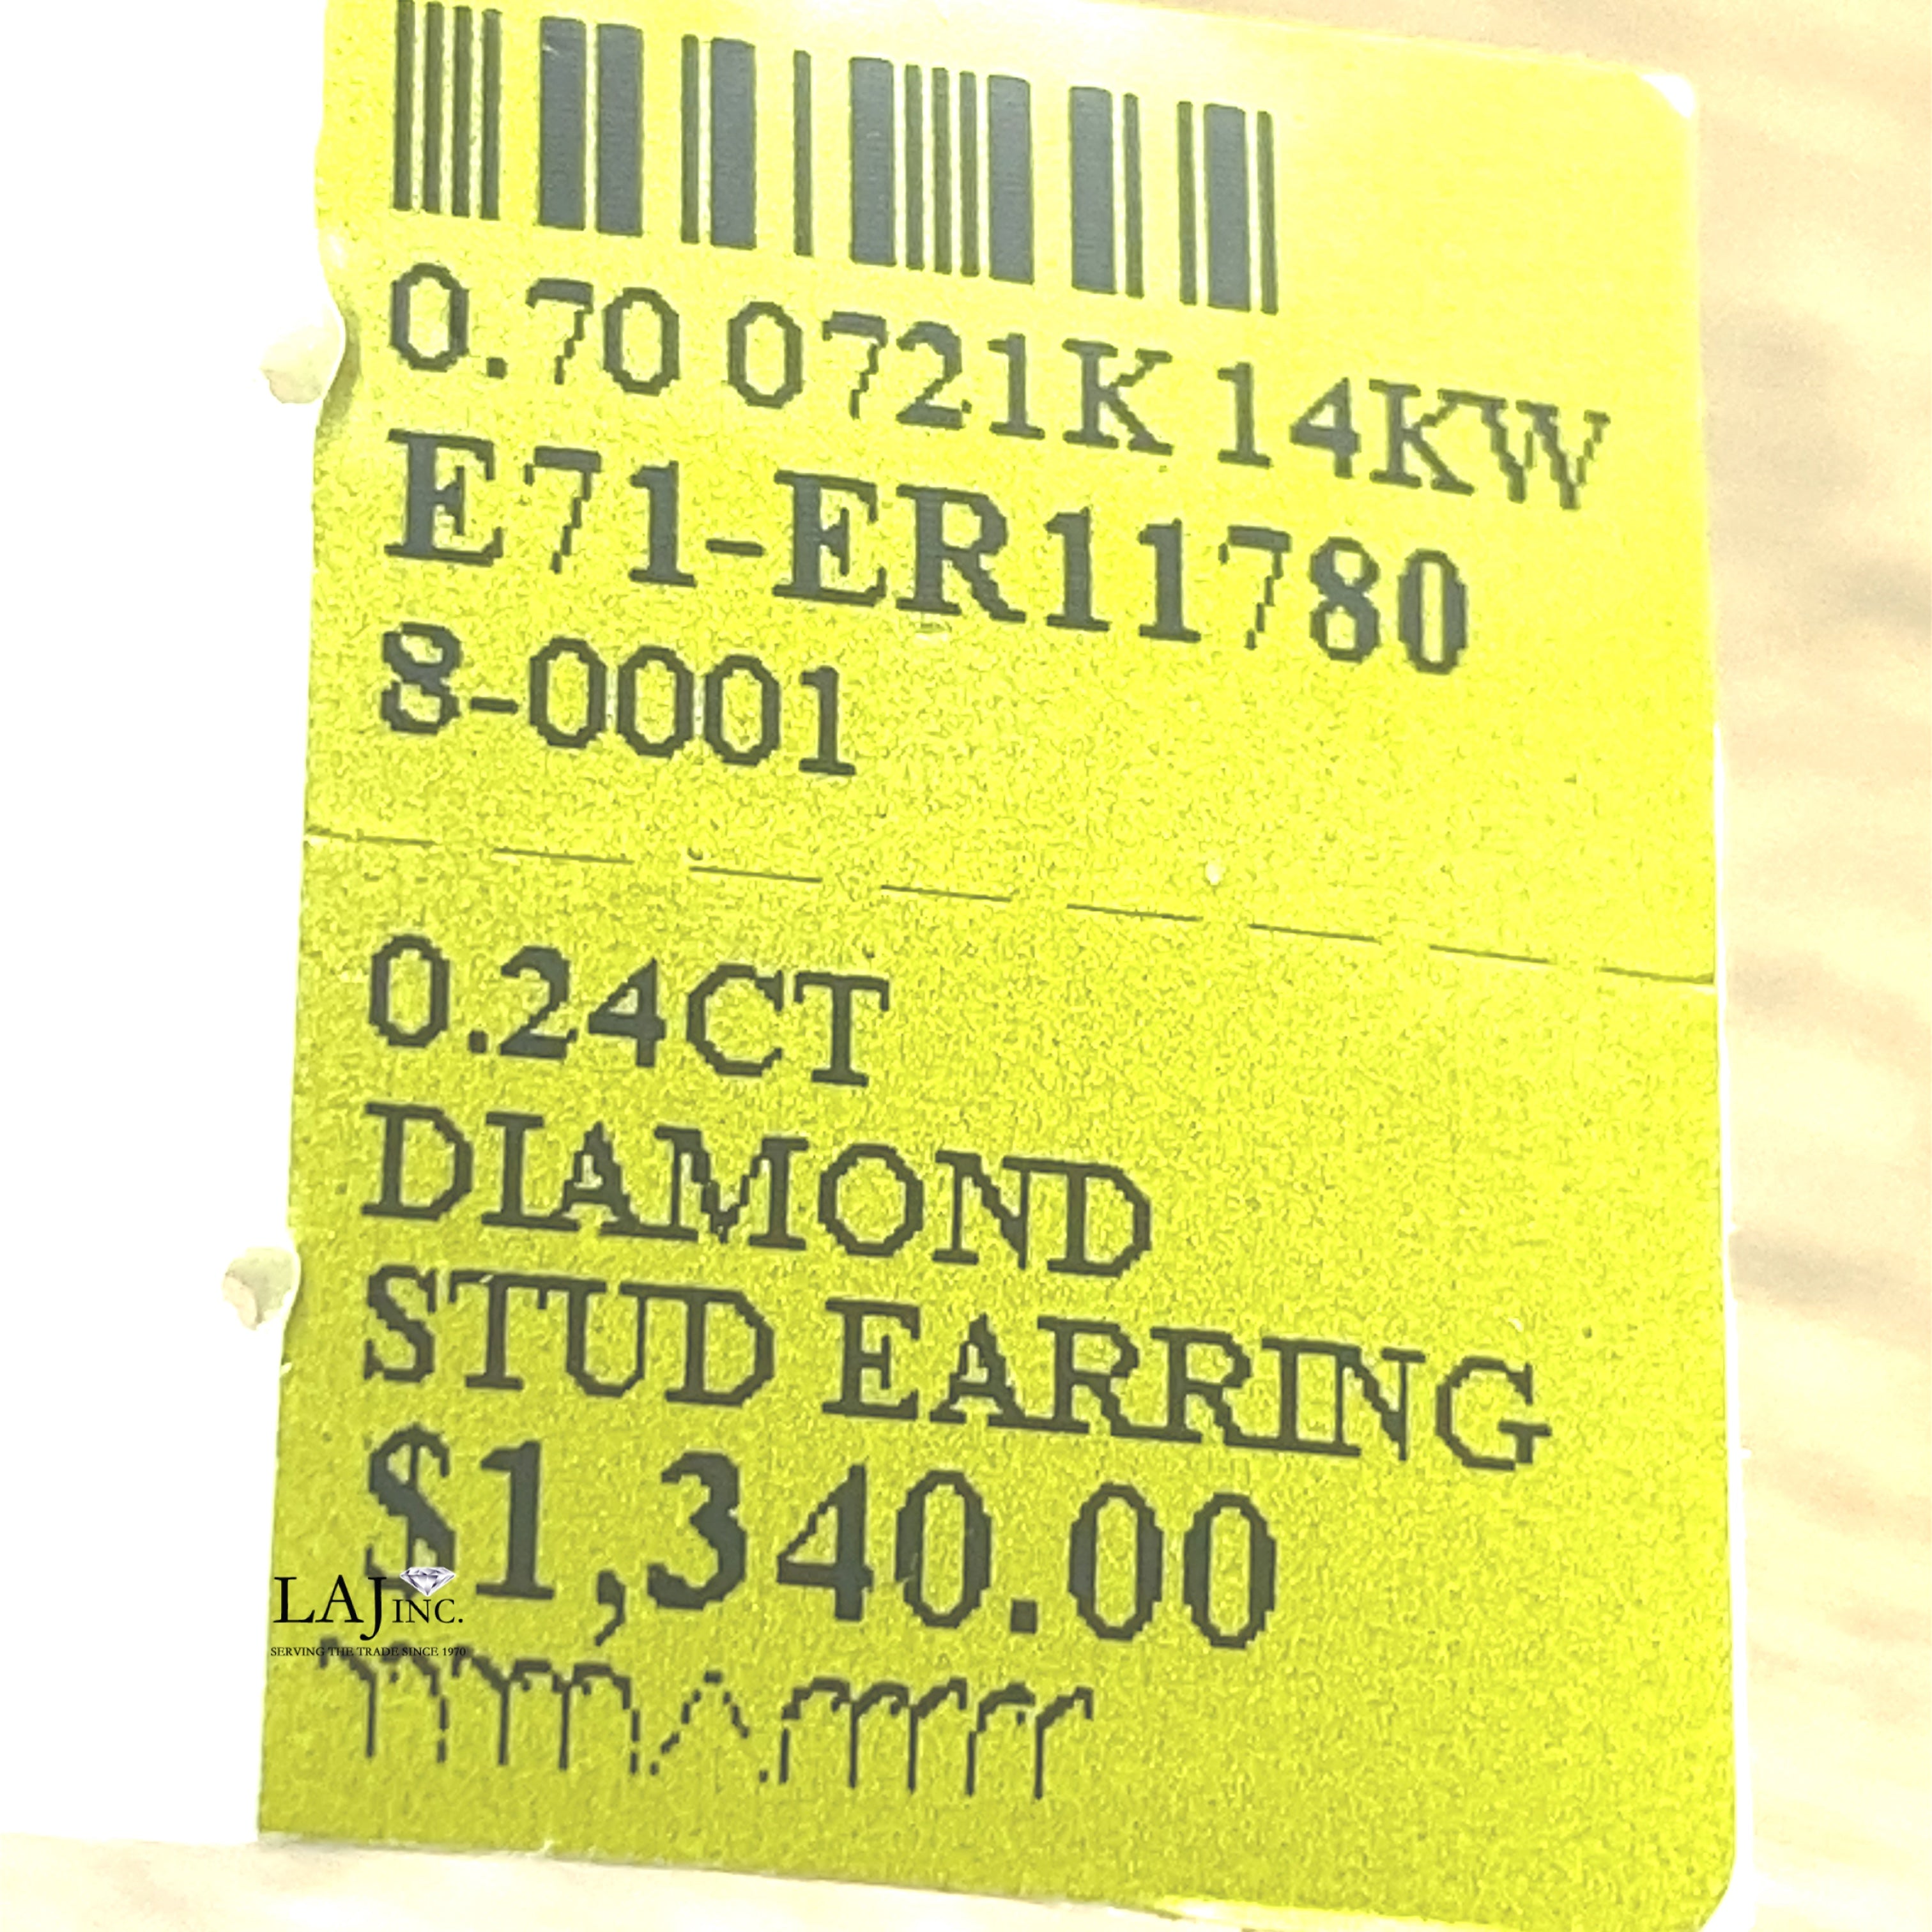 0.70 0721K 14KW
E71-ER11780
8-0001
0.24CT
DIAMOND
STUD EARRING
$1,340.00
LAJ INC.
SERVING THE TRADE SINCE 1970